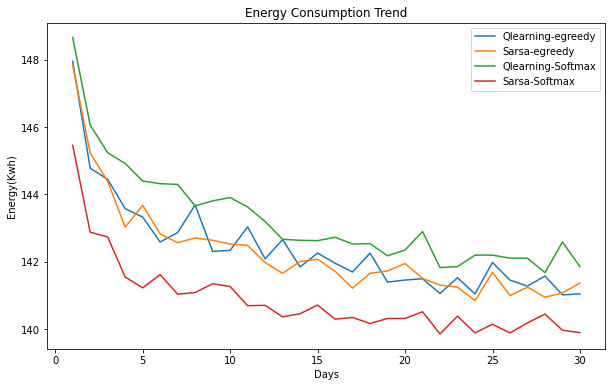 Energy Consumption Trend
Qlearning-egreedy
Sarsa-egreedy
Qlearning-Softmax
Sarsa-Softmax
Energy(Kwh)
148
146
144
142
140
0 5 10 15 20 25 30
Days